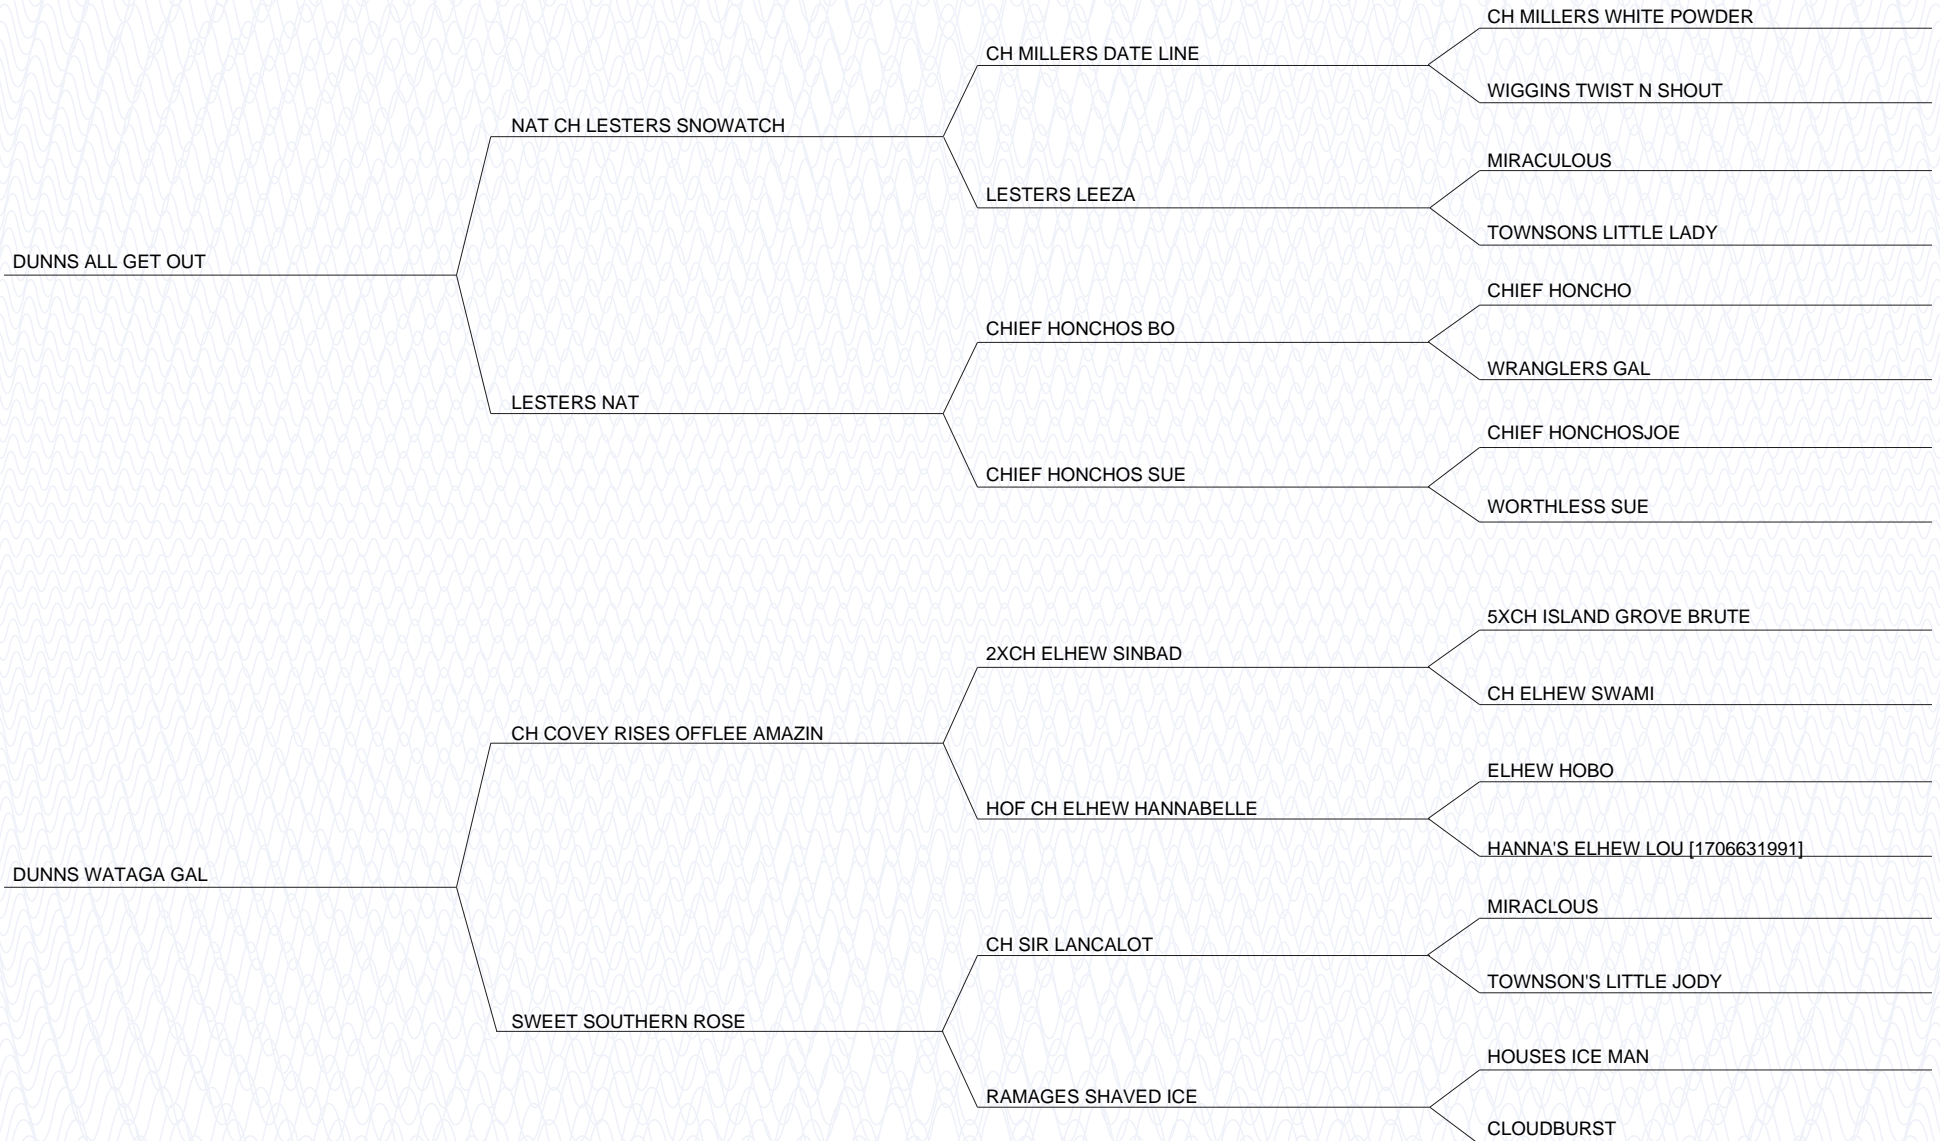 CH MILLERS WHITE POWDER
CH MILLERS DATE LINE
WIGGINS TWIST N SHOUT
NAT CH LESTERS SNOWATCH
MIRACULOUS
LESTERS LEEZA
TOWNSONS LITTLE LADY
DUNNS ALL GET OUT
CHIEF HONCHO
CHIEF HONCHOS BO
WRANGLERS GAL
LESTERS NAT
CHIEF HONCHOSJOE
CHIEF HONCHOS SUE
WORTHLESS SUE
5XCH ISLAND GROVE BRUTE
2XCH ELHEW SINBAD
CH ELHEW SWAMI
CH COVEY RISES OFFLEE AMAZIN
ELHEW HOBO
HOF CH ELHEW HANNABELLE
HANNA'S ELHEW LOU [1706631991]
DUNNS WATAGA GAL
MIRACLOUS
CH SIR LANCALOT
TOWNSON'S LITTLE JODY
SWEET SOUTHERN ROSE
HOUSES ICE MAN
RAMAGES SHAVED ICE
CLOUDBURST